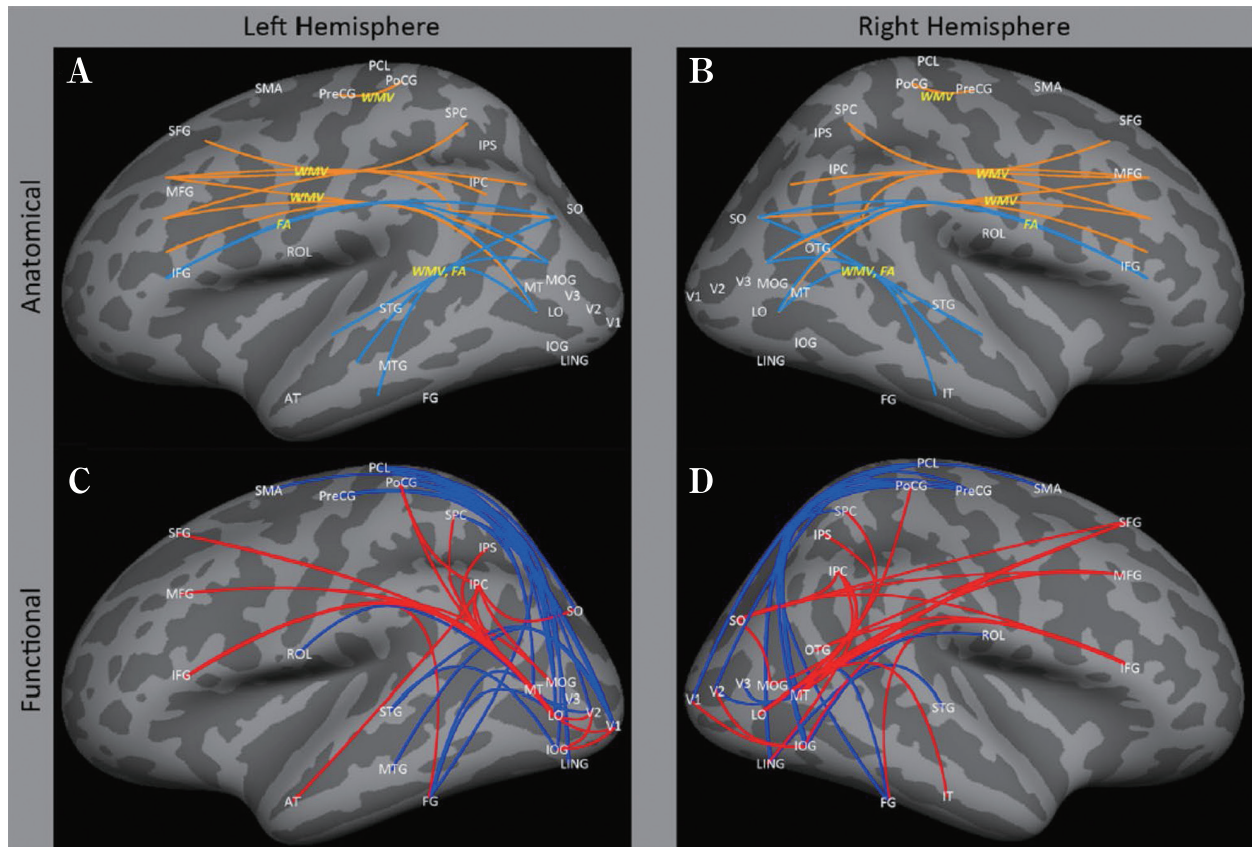 Left Hemisphere
Right Hemisphere
Anatomical
A
PCL
PoCG
SMA
PreCG
WMV
SPC
SFG
IPS
WMV
IPC
MFG
WMV
SO
FA
ROL
IFG
WMV, FA
MOG
MT
V3
STG
LO
V2
V1
IOG
LING
MTG
AT
FG
B
PCL
PoCG
PreCG
SMA
WMV
SPC
SFG
IPS
IPC
WMV
MFG
WMV
SO
FA
ROL
OTG
IFG
WMV, FA
V3
MOG
V2
V1
MT
STG
LO
IOG
LING
IT
FG
Functional
C
PCL
PoCG
SMA
PreCG
SPC
SFG
IPS
IPC
MFG
SO
ROL
IFG
MOG
MT
V3
STG
LO
V2
V1
IOG
LING
MTG
AT
FG
D
PCL
PoCG
PreCG
SMA
SPC
SFG
IPS
IPC
MFG
SO
ROL
OTG
IFG
V3
MOG
V2
V1
MT
STG
LO
IOG
LING
IT
FG